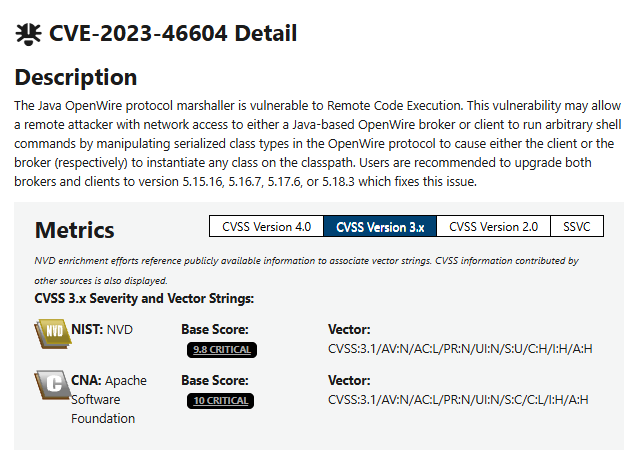 CVE-2023-46604 Detail
Description
The Java OpenWire protocol marshaller is vulnerable to Remote Code Execution. This vulnerability may allow
a remote attacker with network access to either a Java-based OpenWire broker or client to run arbitrary shell
commands by manipulating serialized class types in the OpenWire protocol to cause either the client or the
broker (respectively) to instantiate any class on the classpath. Users are recommended to upgrade both
brokers and clients to version 5.15.16, 5.16.7, 5.17.6, or 5.18.3 which fixes this issue.
Metrics
CVSS Version 4.0 CVSS Version 3.x CVSS Version 2.0 SSVC
NVD enrichment efforts reference publicly available information to associate vector strings. CVSS information contributed by
other sources is also displayed.
CVSS 3.x Severity and Vector Strings:
NVD NIST: NVD Base Score: Vector:
9.8 CRITICAL CVSS:3.1/AV:N/AC:L/PR:N/UI:N/S:U/C:H/I:H/A:H
C CNA: Apache Base Score: Vector:
Software 10 CRITICAL CVSS:3.1/AV:N/AC:L/PR:N/UI:N/S:C/C:L/I:H/A:H
Foundation